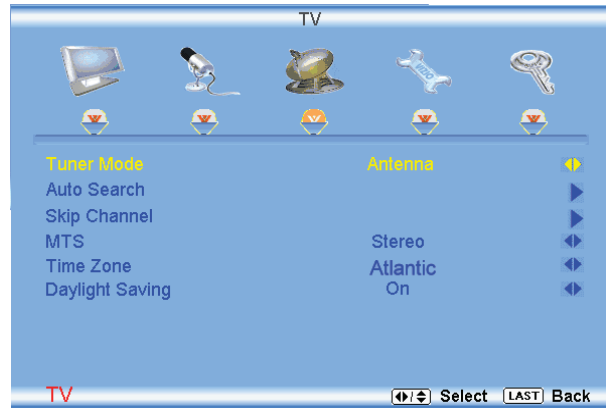 TV
VIZIO
Tuner Mode Antenna
Auto Search
Skip Channel
MTS Stereo
Time Zone Atlantic
Daylight Saving On
TV Select LAST Back